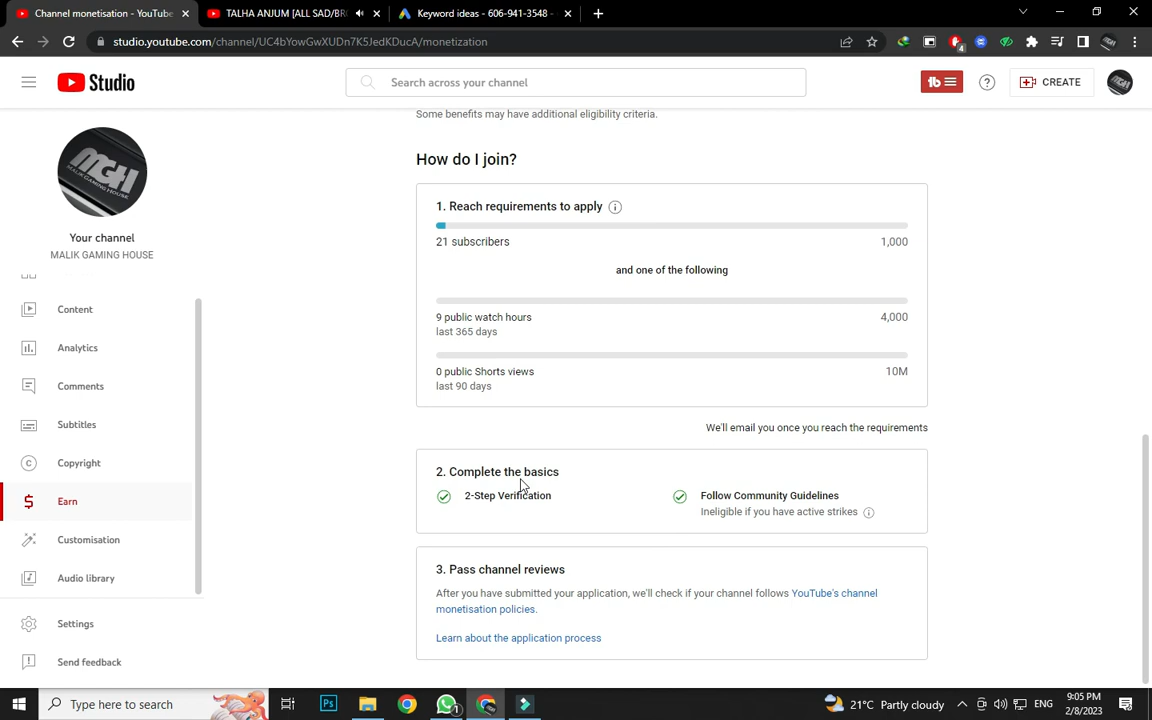 Channel monetisation - YouTube
TALHA ANJUM [ALL SAD/BR
Keyword ideas - 606-941-3548 -
studio.youtube.com/channel/UC4bYowGwXUDn7K5JedKDucA/monetization
4
Studio
Search across your channel
CREATE
MGH
MALIK GAMING HOUSE
Your channel
MALIK GAMING HOUSE
Content
Analytics
Comments
Subtitles
Copyright
Earn
Customisation
Audio library
Settings
Send feedback
Some benefits may have additional eligibility criteria.
How do I join?
1. Reach requirements to apply
21 subscribers 1,000
and one of the following
9 public watch hours 4,000
last 365 days
0 public Shorts views 10M
last 90 days
We'll email you once you reach the requirements
2. Complete the basics
2-Step Verification Follow Community Guidelines
Ineligible if you have active strikes
3. Pass channel reviews
After you have submitted your application, we'll check if your channel follows YouTube's channel
monetisation policies.
Learn about the application process
Type here to search
Ps
1
21°C Partly cloudy
ENG
9:05 PM
2/8/2023